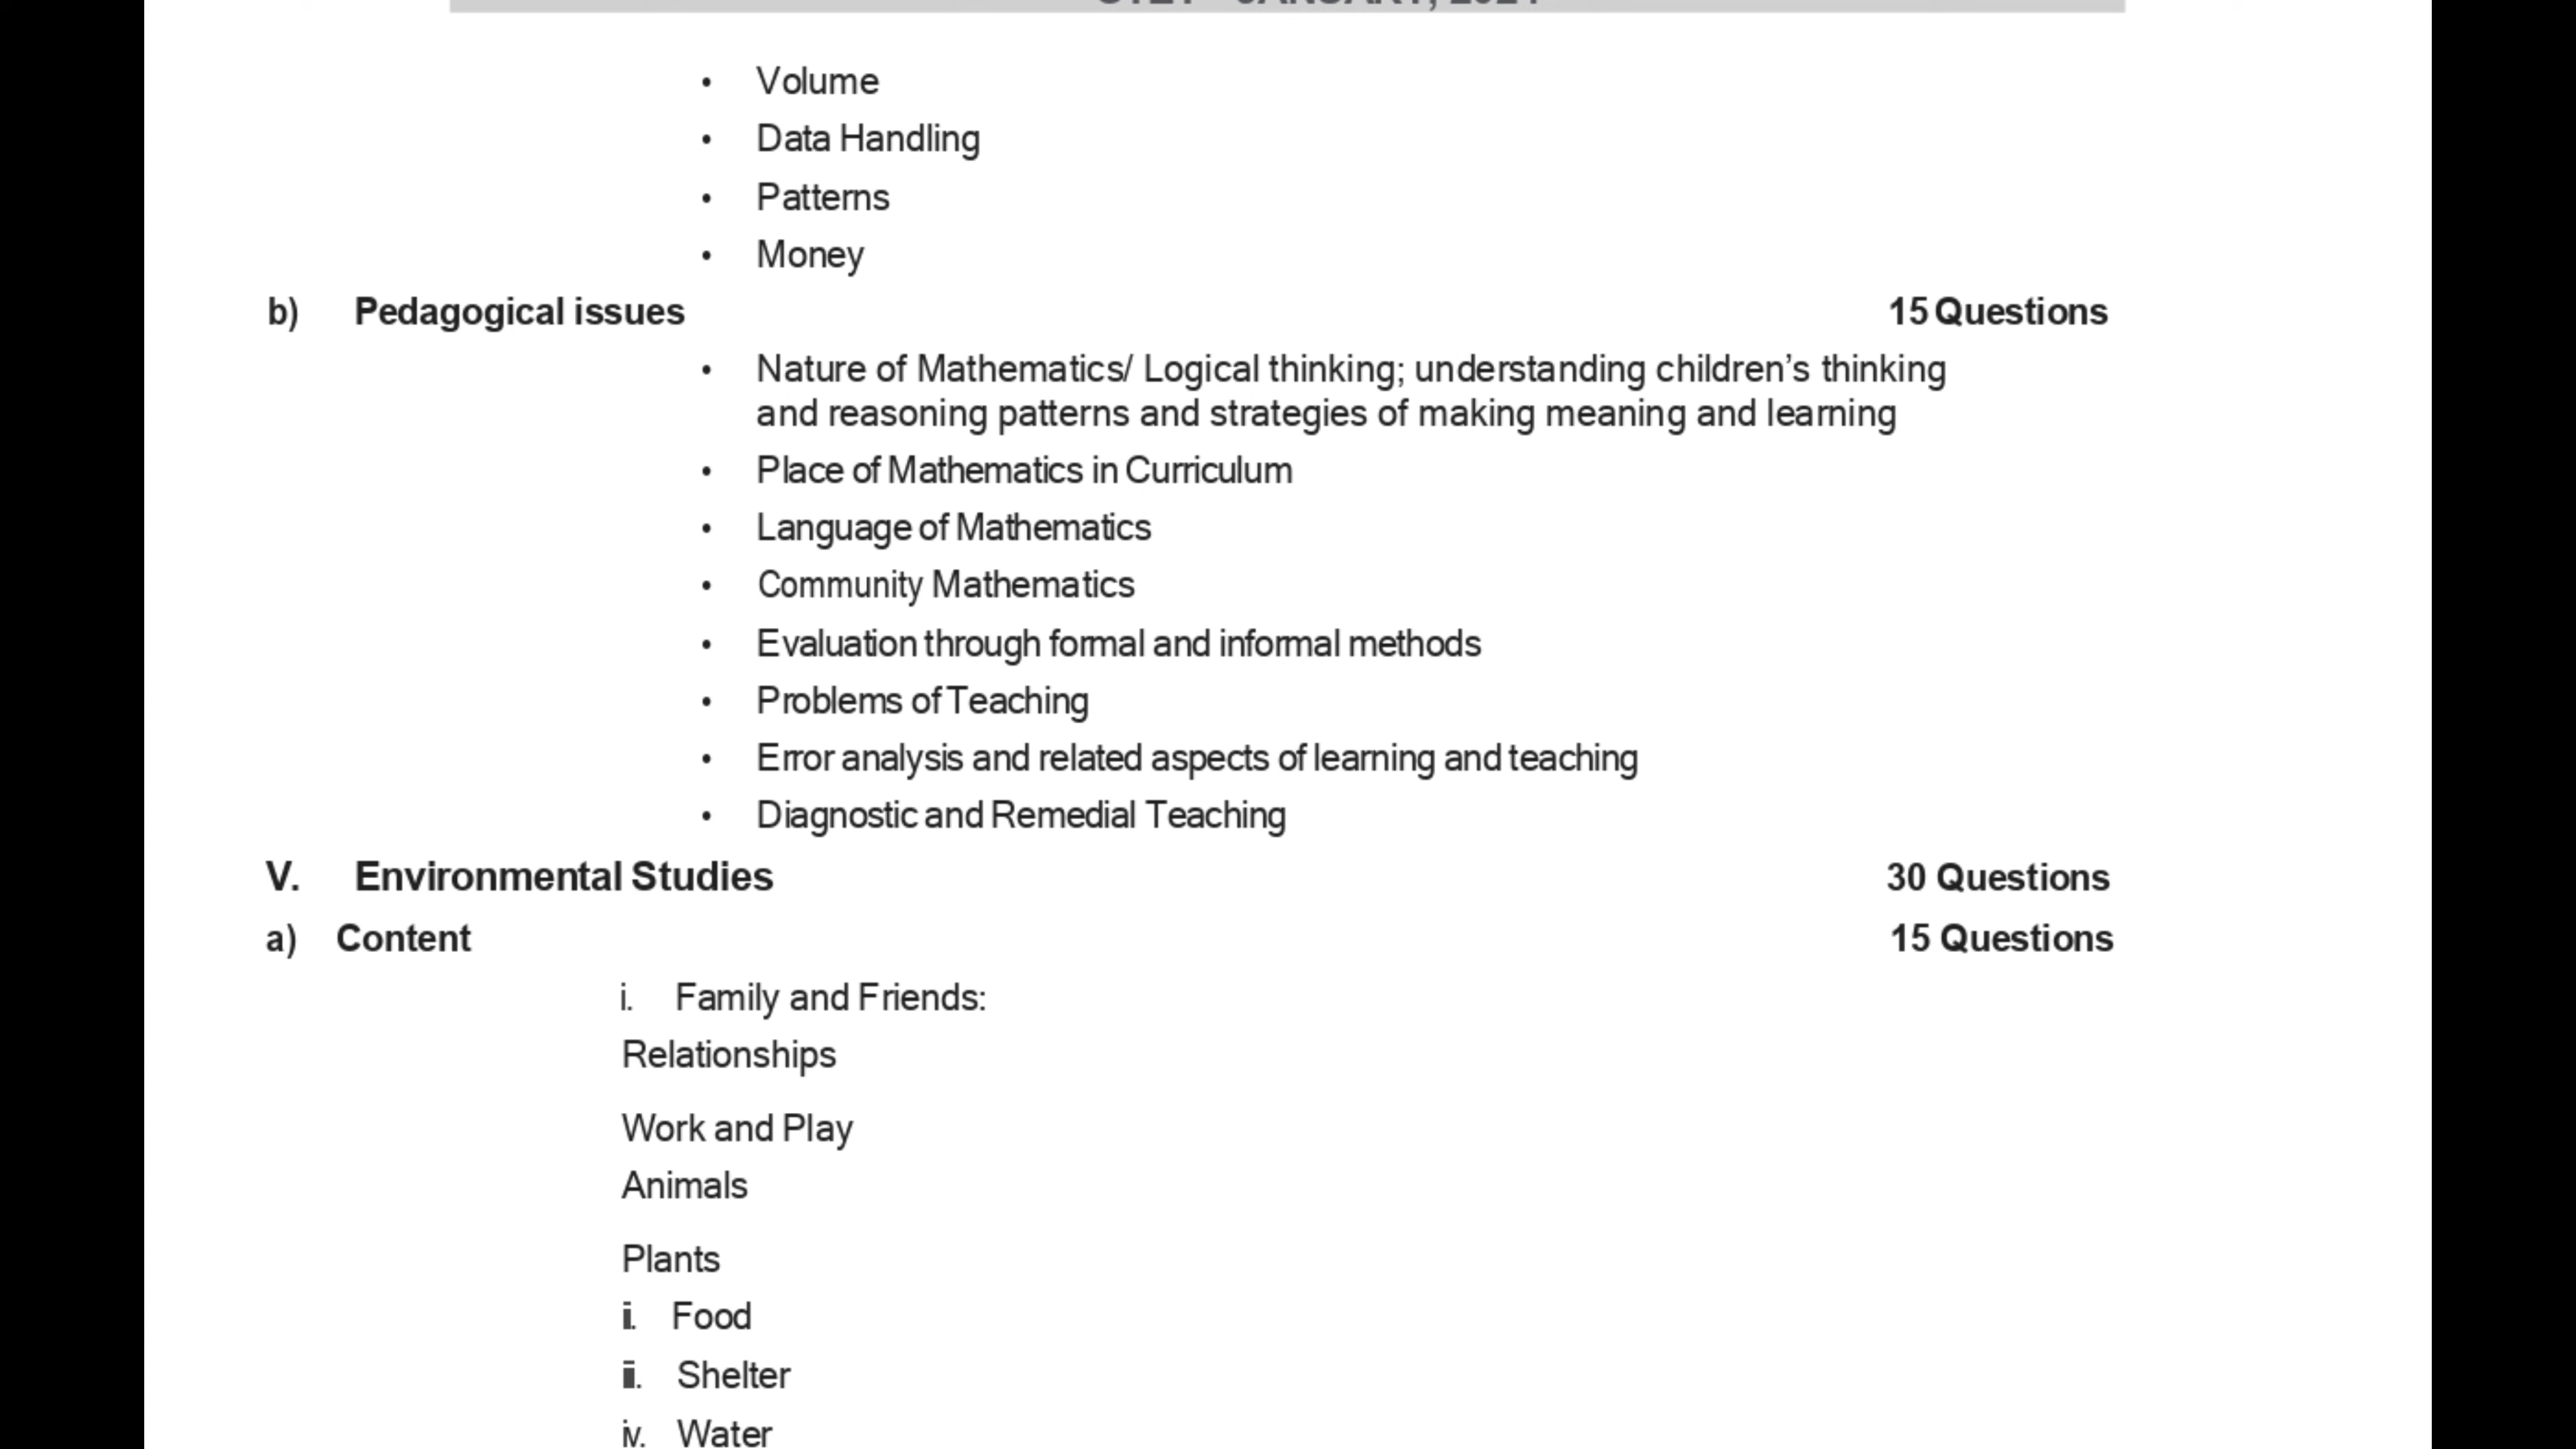 • Volume
• Data Handling
• Patterns
• Money
b) Pedagogical issues 15 Questions
• Nature of Mathematics/ Logical thinking; understanding children's thinking
and reasoning patterns and strategies of making meaning and learning
• Place of Mathematics in Curriculum
• Language of Mathematics
• Community Mathematics
• Evaluation through formal and informal methods
• Problems of Teaching
• Error analysis and related aspects of learning and teaching
• Diagnostic and Remedial Teaching
V. Environmental Studies 30 Questions
a) Content 15 Questions
i. Family and Friends:
Relationships
Work and Play
Animals
Plants
ii. Food
iii. Shelter
iv. Water